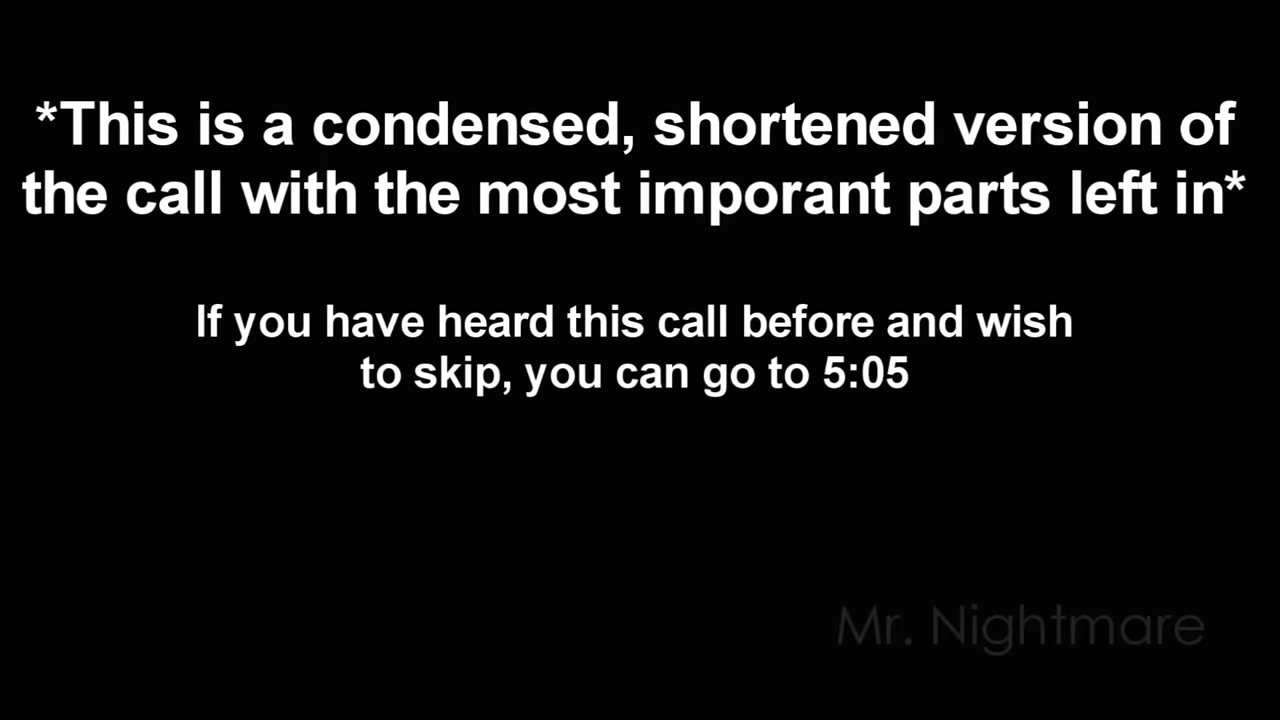 *This is a condensed, shortened version of
the call with the most imporant parts left in*
If you have heard this call before and wish
to skip, you can go to 5:05
Mr. Nightmare